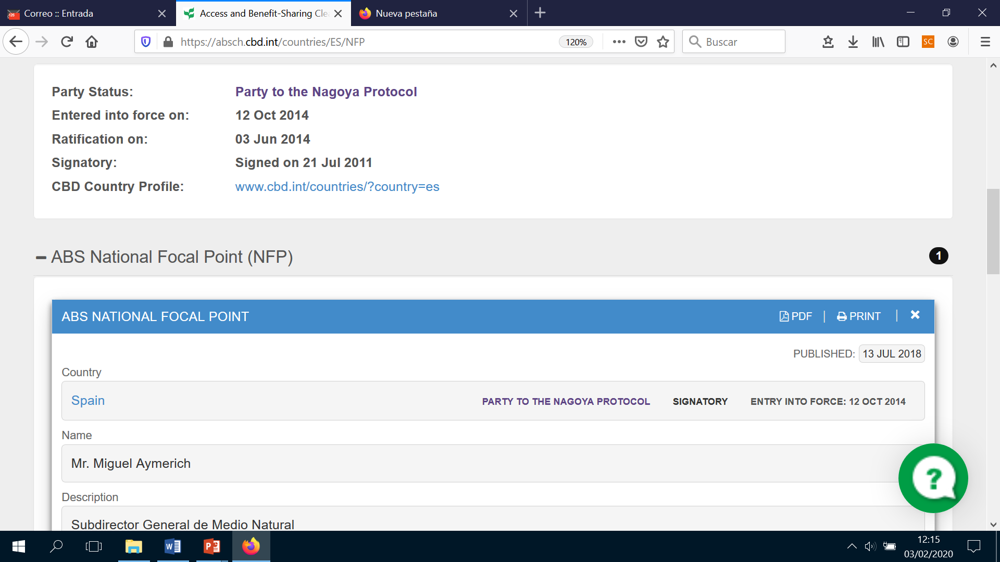 126 Correo :: Entrada
Access and Benefit-Sharing Cle
Nueva pestaña
https://absch.cbd.int/countries/ES/NFP
120%
Buscar
SC
Party Status: Party to the Nagoya Protocol
Entered into force on: 12 Oct 2014
Ratification on: 03 Jun 2014
Signatory: Signed on 21 Jul 2011
CBD Country Profile: www.cbd.int/countries/?country=es
ABS National Focal Point (NFP) 1
ABS NATIONAL FOCAL POINT PDF | PRINT |
PUBLISHED: 13 JUL 2018
Country
Spain PARTY TO THE NAGOYA PROTOCOL SIGNATORY ENTRY INTO FORCE: 12 OCT 2014
Name
Mr. Miguel Aymerich
?
Description
Subdirector General de Medio Natural
12:15
03/02/2020